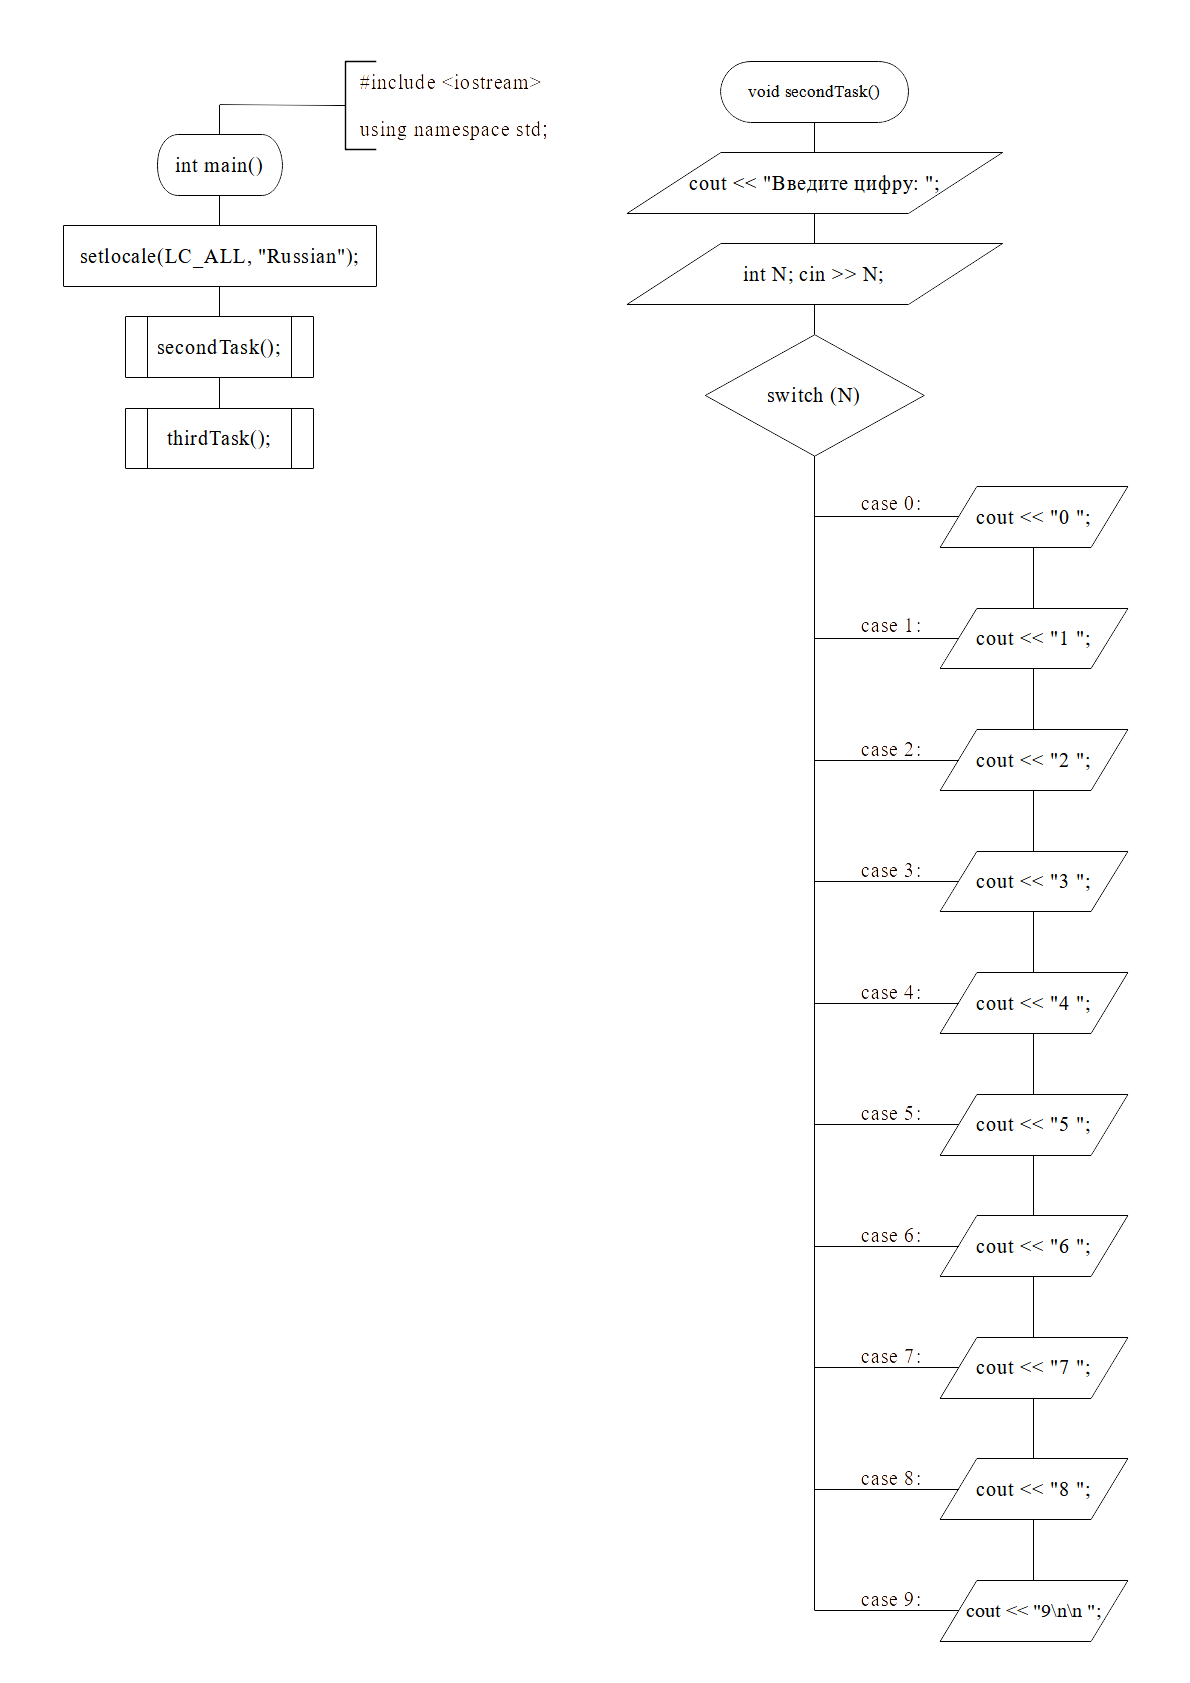 #include <iostream>
using namespace std;
int main()
setlocale(LC_ALL, "Russian");
secondTask();
thirdTask();
void secondTask()
cout << "Введите цифру: ";
int N; cin >> N;
switch (N)
case 0:
cout << "0 ";
case 1:
cout << "1 ";
case 2:
cout << "2 ";
case 3:
cout << "3 ";
case 4:
cout << "4 ";
case 5:
cout << "5 ";
case 6:
cout << "6 ";
case 7:
cout << "7 ";
case 8:
cout << "8 ";
case 9:
cout << "9\n\n ";